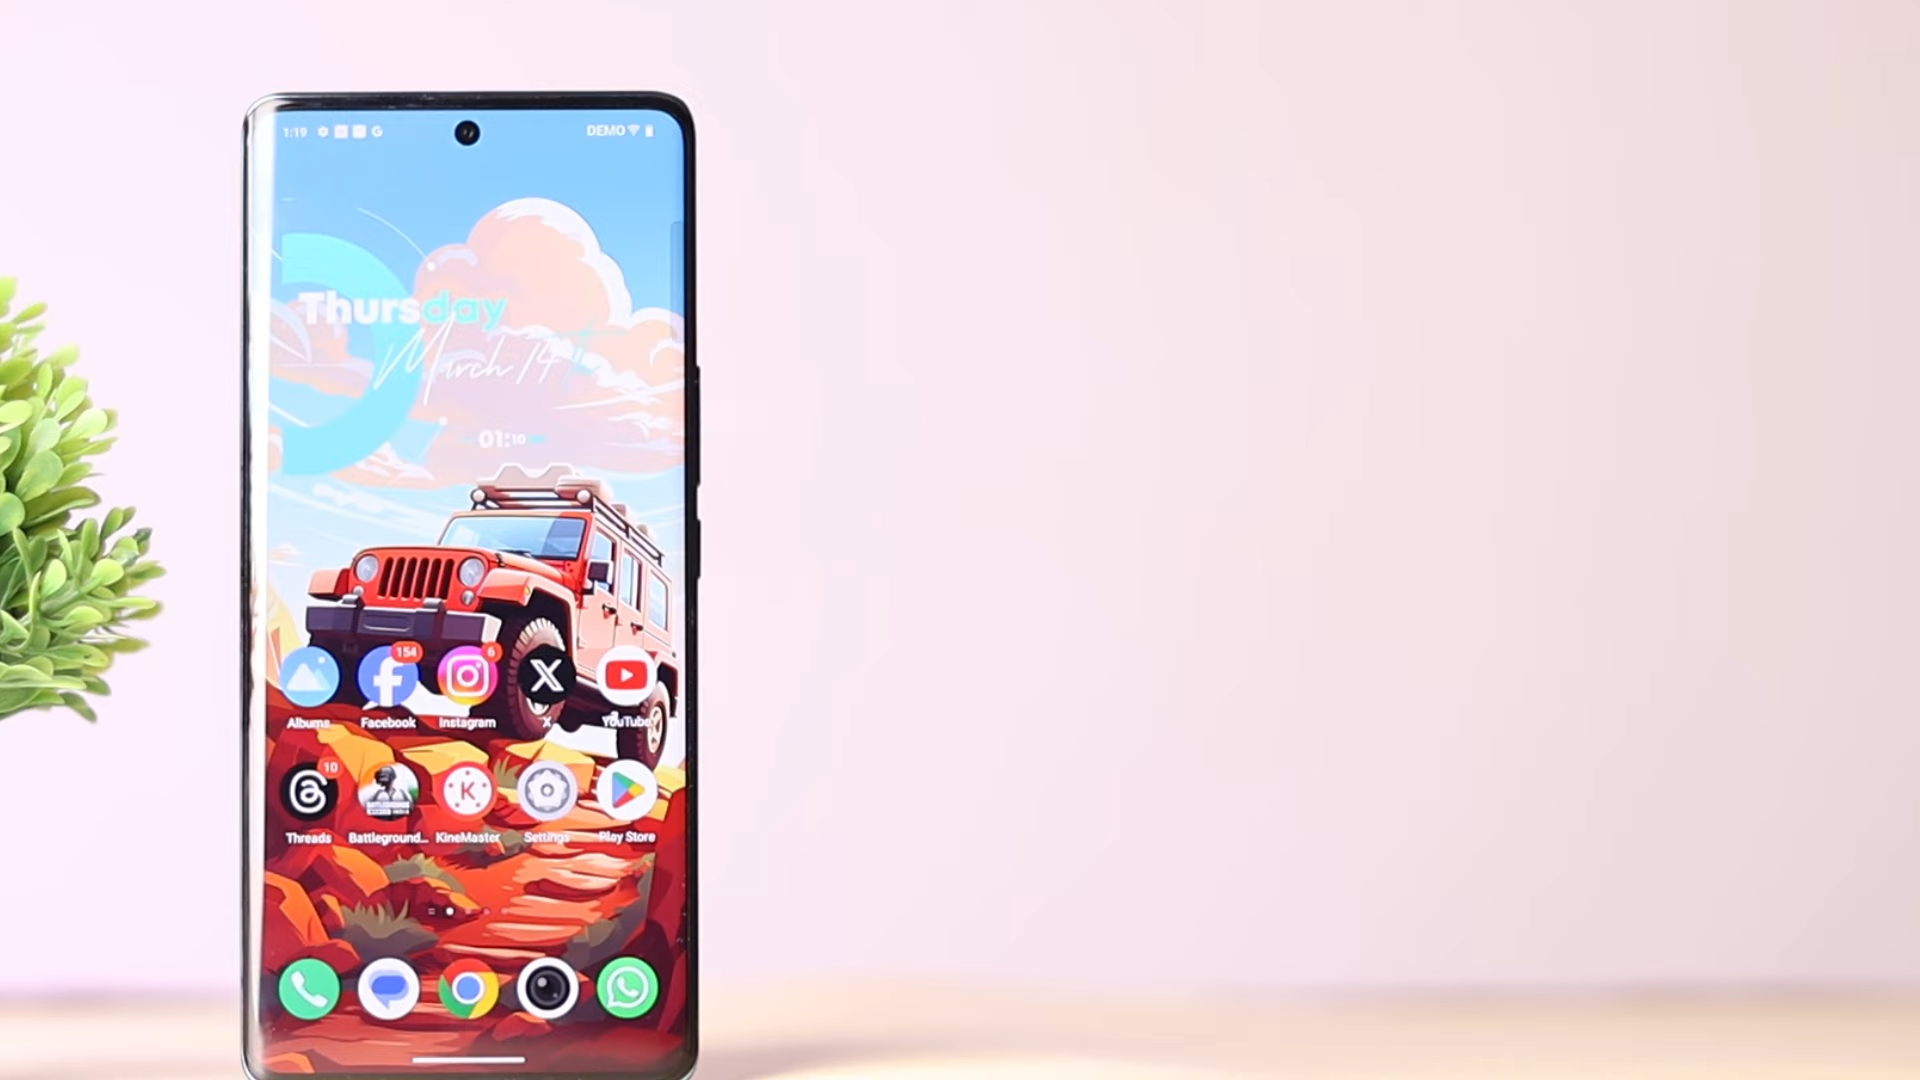 1:19 G DEMO
Thursday
March 14
01:10
154 6
Albums Facebook Instagram X YouTube
10
Threads Battleground... KineMaster Settings Play Store